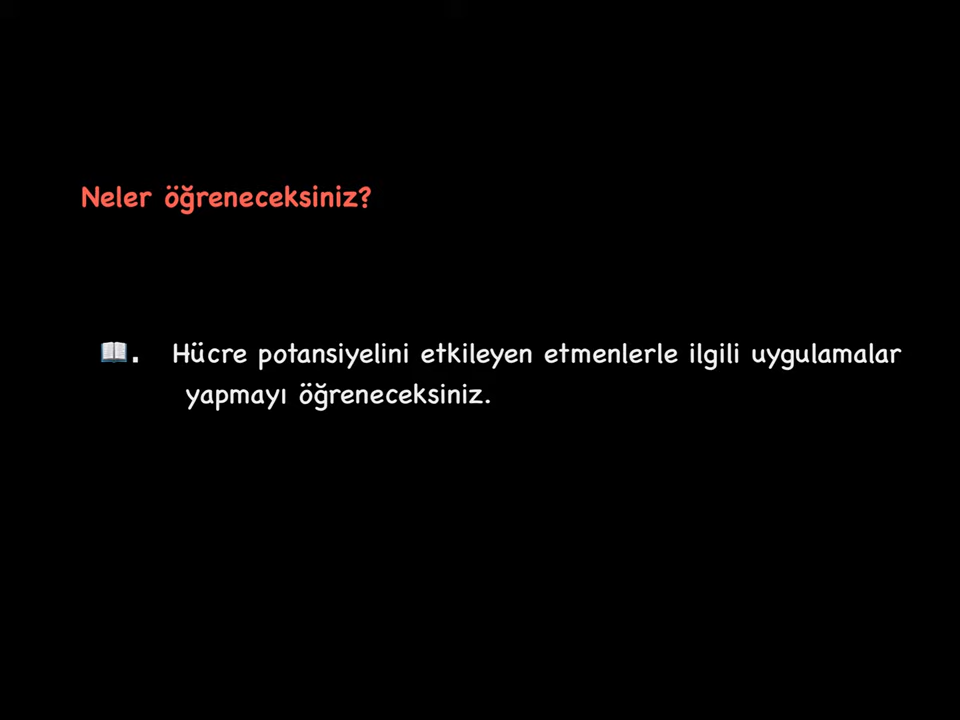 Neler öğreneceksiniz?
📖. Hücre potansiyelini etkileyen etmenlerle ilgili uygulamalar
yapmayı öğreneceksiniz.